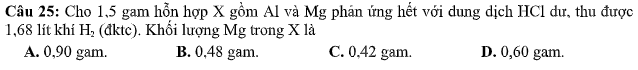 Câu 25: Cho 1,5 gam hỗn hợp X gồm Al và Mg phản ứng hết với dung dịch HCl dư, thu được
1,68 lít khí H₂ (đktc). Khối lượng Mg trong X là
A. 0,90 gam. B. 0,48 gam. C. 0,42 gam. D. 0,60 gam.